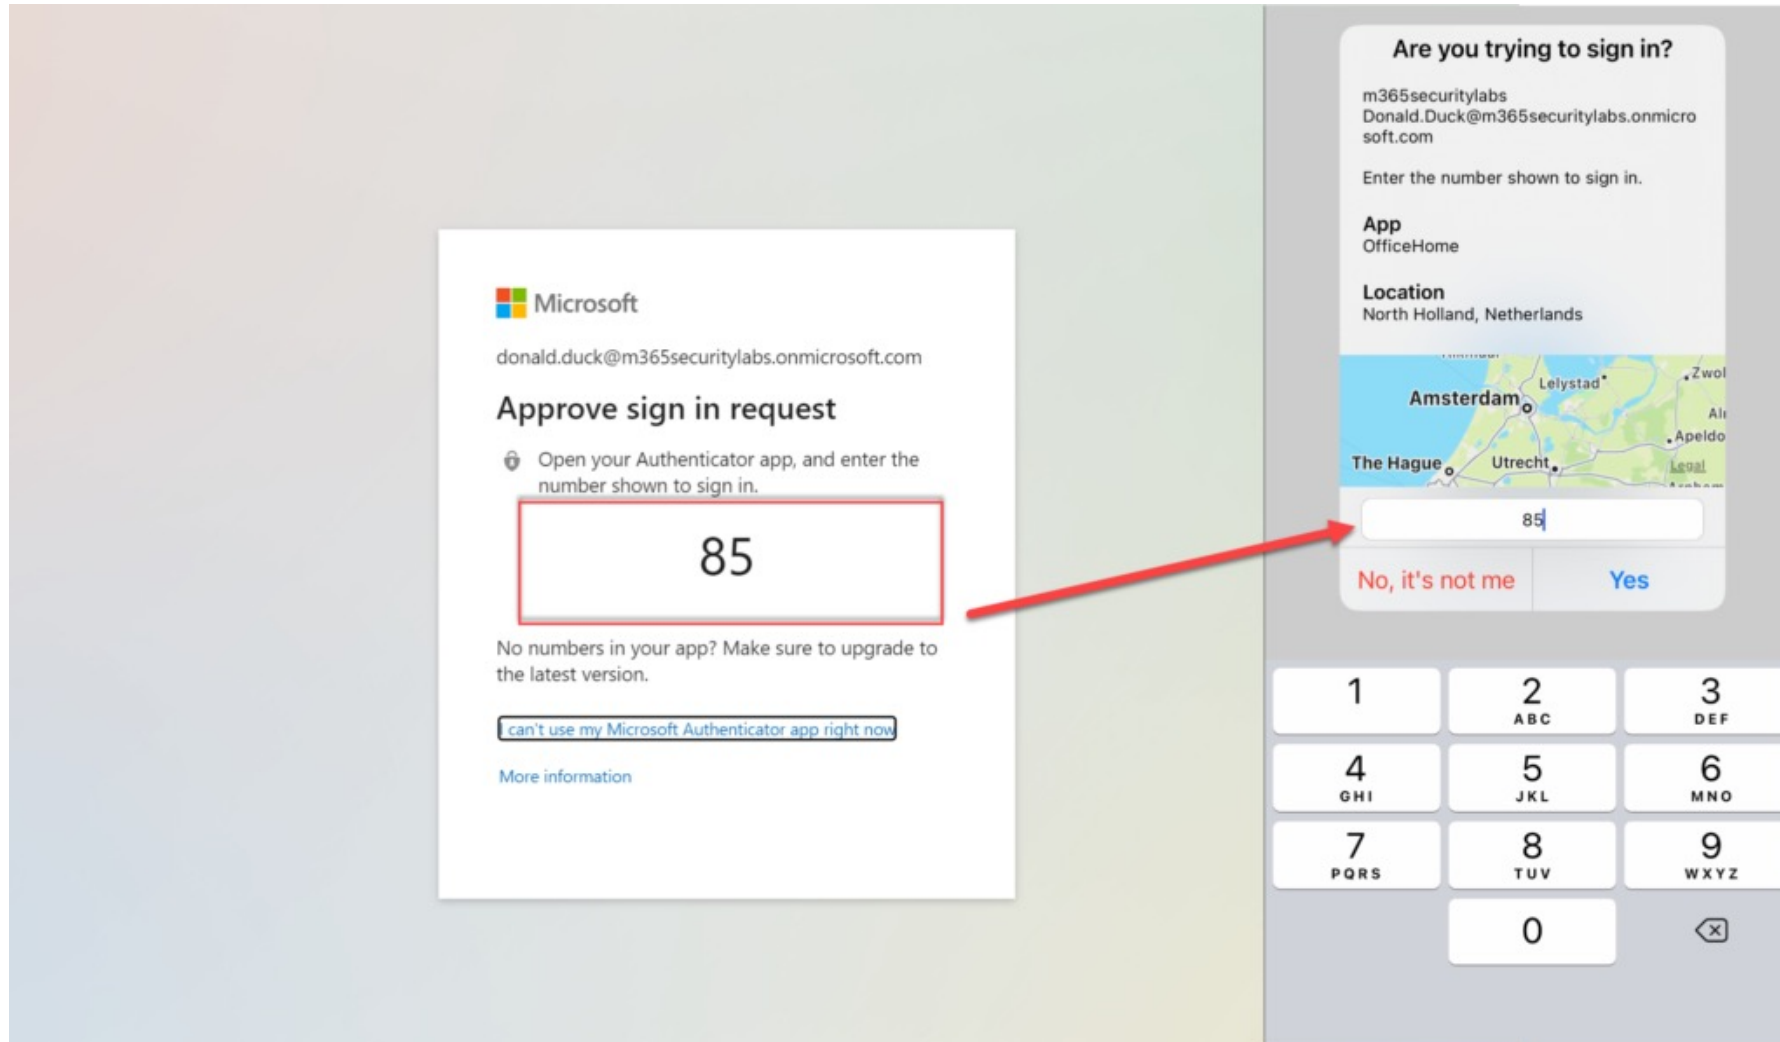 Microsoft
donald.duck@m365securitylabs.onmicrosoft.com
Approve sign in request
Open your Authenticator app, and enter the
number shown to sign in.
85
No numbers in your app? Make sure to upgrade to
the latest version.
I can't use my Microsoft Authenticator app right now
More information
Are you trying to sign in?
m365securitylabs
Donald.Duck@m365securitylabs.onmicro
soft.com
Enter the number shown to sign in.
App
OfficeHome
Location
North Holland, Netherlands
Lelystad
Zwol
Amsterdam
Apeldo
The Hague
Utrecht
Legal
85
No, it's not me
Yes
1
2
3
ABC
DEF
4
5
6
GHI
JKL
MNO
7
8
9
PQRS
TUV
WXYZ
0